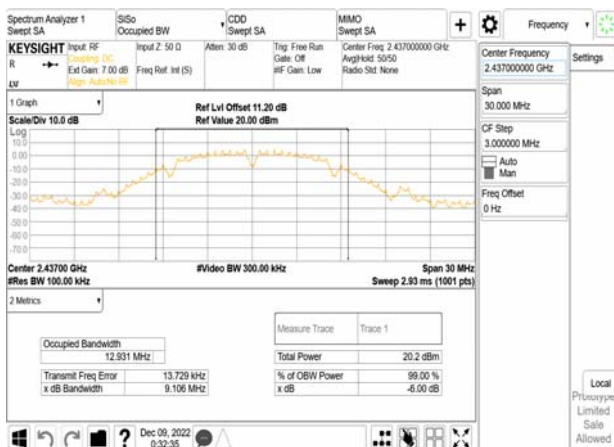 Spectrum Analyzer 1
Swept SA
SISo
Occupied BW
CDD
Swept SA
MIMO
Swept SA
Frequency
KEYSIGHT
R
LXI
Input: RF
Coupling: DC
Ext Gain: 7.00 dB
Align: Auto/No RF
Input Z: 50 Ω
Freq Ref: Int (S)
Atten: 30 dB
Trig: Free Run
Gate: Off
#IF Gain: Low
Center Freq: 2.437000000 GHz
Avg|Hold: 50/50
Radio Std: None
Center Frequency
2.437000000 GHz
Settings
Span
30.000 MHz
CF Step
3.000000 MHz
Auto
Man
Freq Offset
0 Hz
1 Graph
Scale/Div 10.0 dB
Ref Lvl Offset 11.20 dB
Ref Value 20.00 dBm
Log
10.0
0.00
-10.0
-20.0
-30.0
-40.0
-50.0
-60.0
-70.0
Center 2.43700 GHz
#Res BW 100.00 kHz
#Video BW 300.00 kHz
Span 30 MHz
Sweep 2.93 ms (1001 pts)
2 Metrics
Measure Trace
Trace 1
Occupied Bandwidth
12.931 MHz
Total Power
20.2 dBm
Transmit Freq Error
13.729 kHz
% of OBW Power
99.00 %
x dB Bandwidth
9.106 MHz
x dB
-6.00 dB
Local
Prototype
Limited
Sale
Allowed
Dec 09, 2022
0:32:35